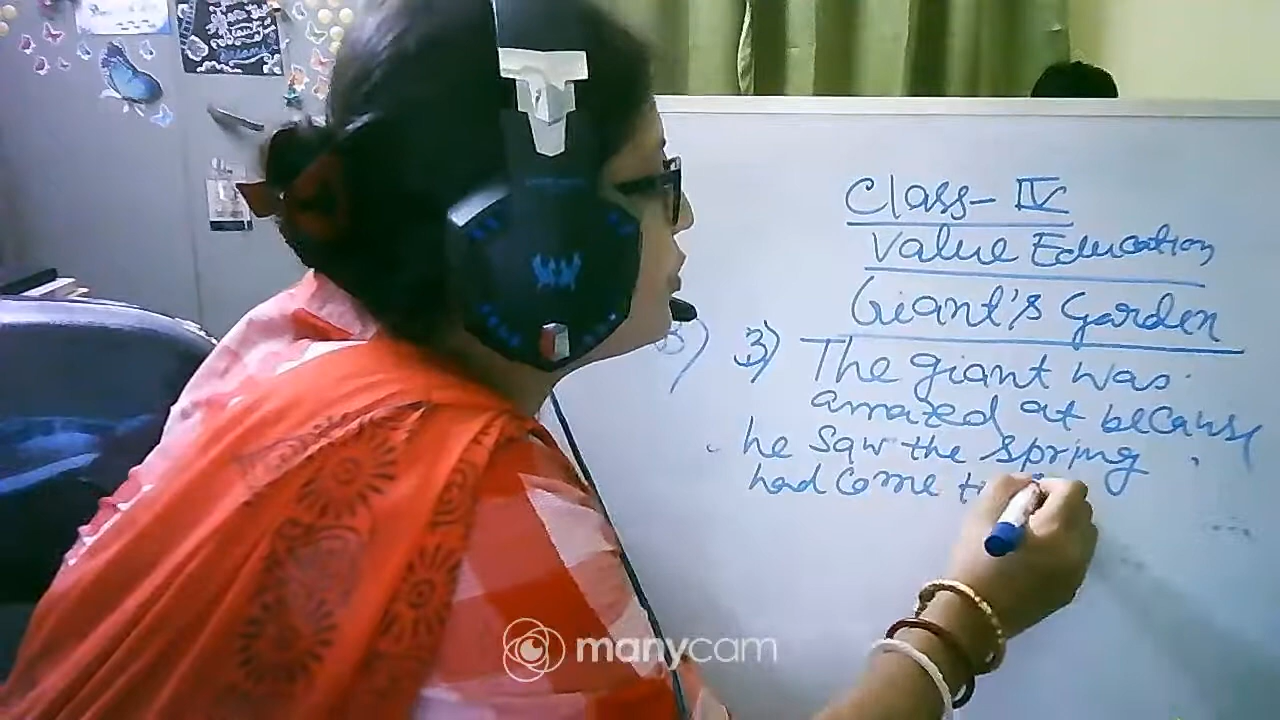 Class- IV
Value Education
Giant's Garden
3) The giant was
amazed at because
he saw the spring
had come
manycam